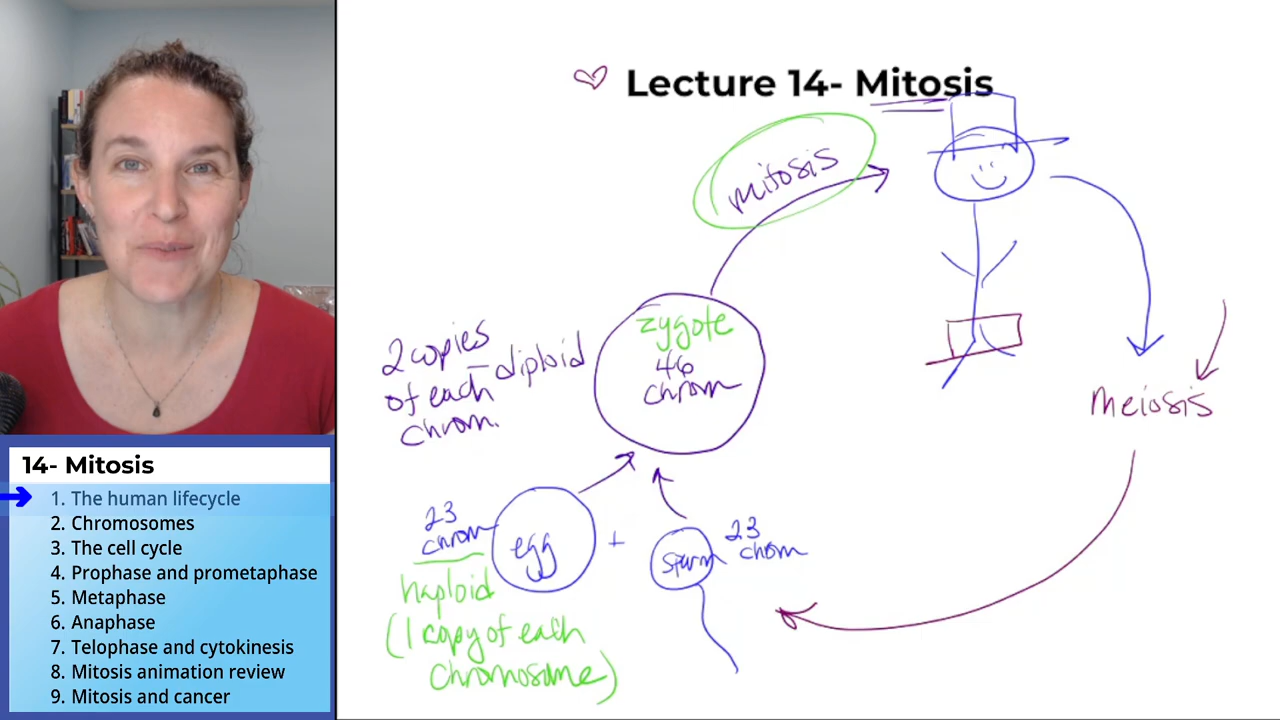 Lecture 14- Mitosis
mitosis
zygote
46
chrom
2 copies
of each
chrom.
- diploid
meiosis
23
chrom
egg
+
sperm
23
chom
haploid
(1 copy of each
chromosome)
14- Mitosis
1. The human lifecycle
2. Chromosomes
3. The cell cycle
4. Prophase and prometaphase
5. Metaphase
6. Anaphase
7. Telophase and cytokinesis
8. Mitosis animation review
9. Mitosis and cancer